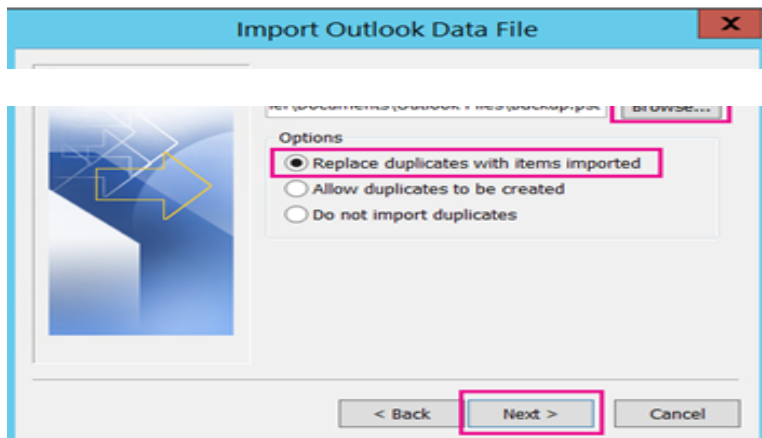 Import Outlook Data File
x
Browse...
Options
Replace duplicates with items imported
Allow duplicates to be created
Do not import duplicates
< Back Next > Cancel